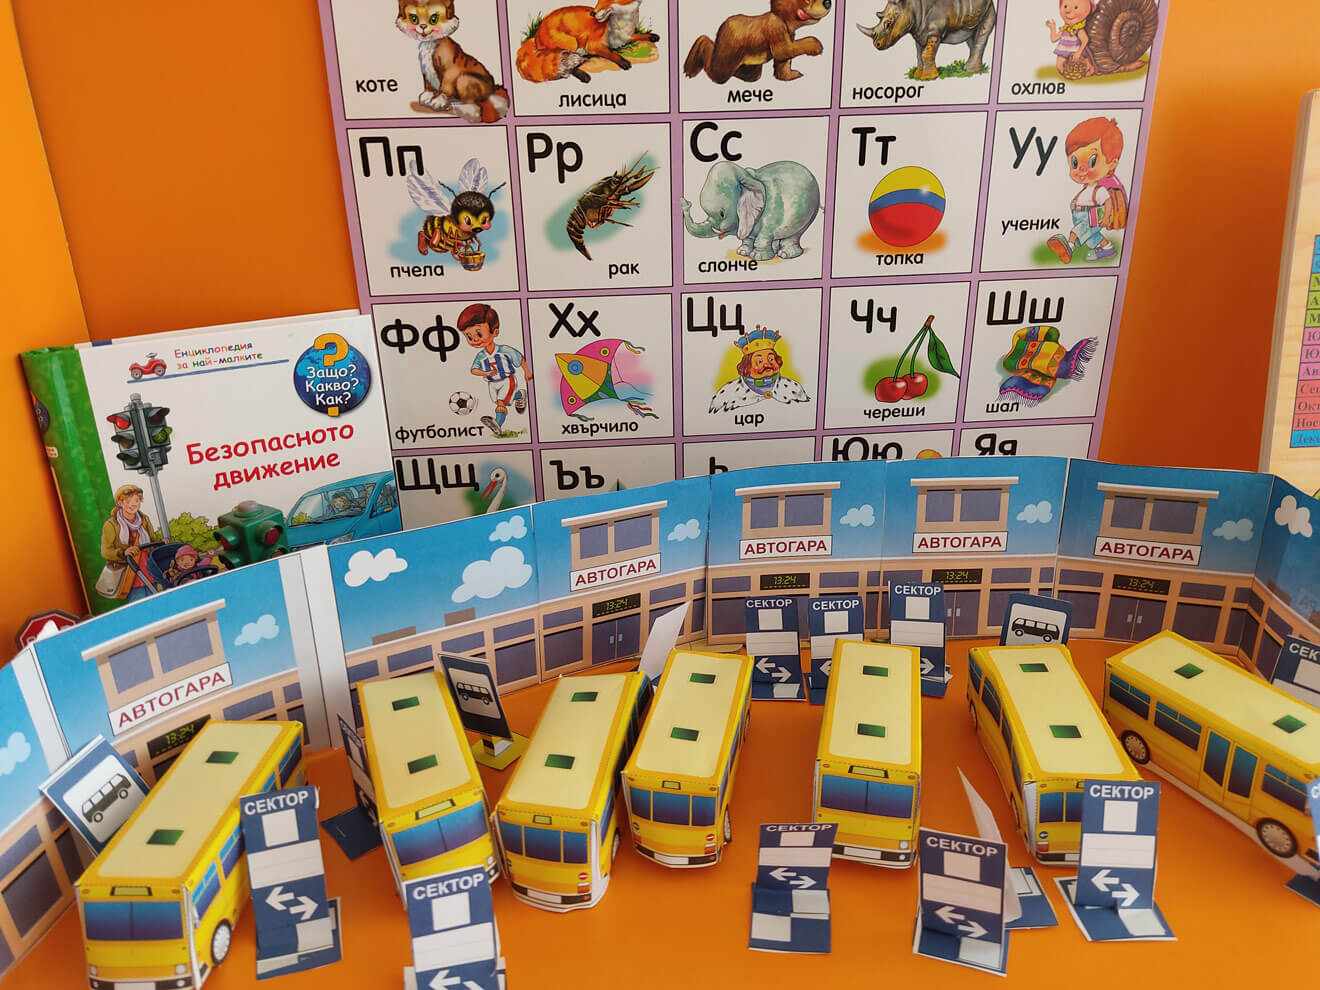 коте
лисица
мече
носорог
охлюв
Пп
пчела
Рр
рак
Сс
слонче
Тт
топка
Уу
ученик
Фф
футболист
Хх
хвърчило
Цц
цар
Чч
череши
Шш
шал
Щщ
Ъъ
Юю
Яя
Енциклопедия
за най-малките
?
Защо?
Какво?
Как?
Безопасното
движение
АВТОГАРА
13:24
АВТОГАРА
13:24
АВТОГАРА
13:24
АВТОГАРА
13:24
АВТОГАРА
13:24
СЕКТОР
СЕКТОР
СЕКТОР
СЕКТОР
СЕКТОР
СЕКТОР
СЕКТОР
СЕКТОР